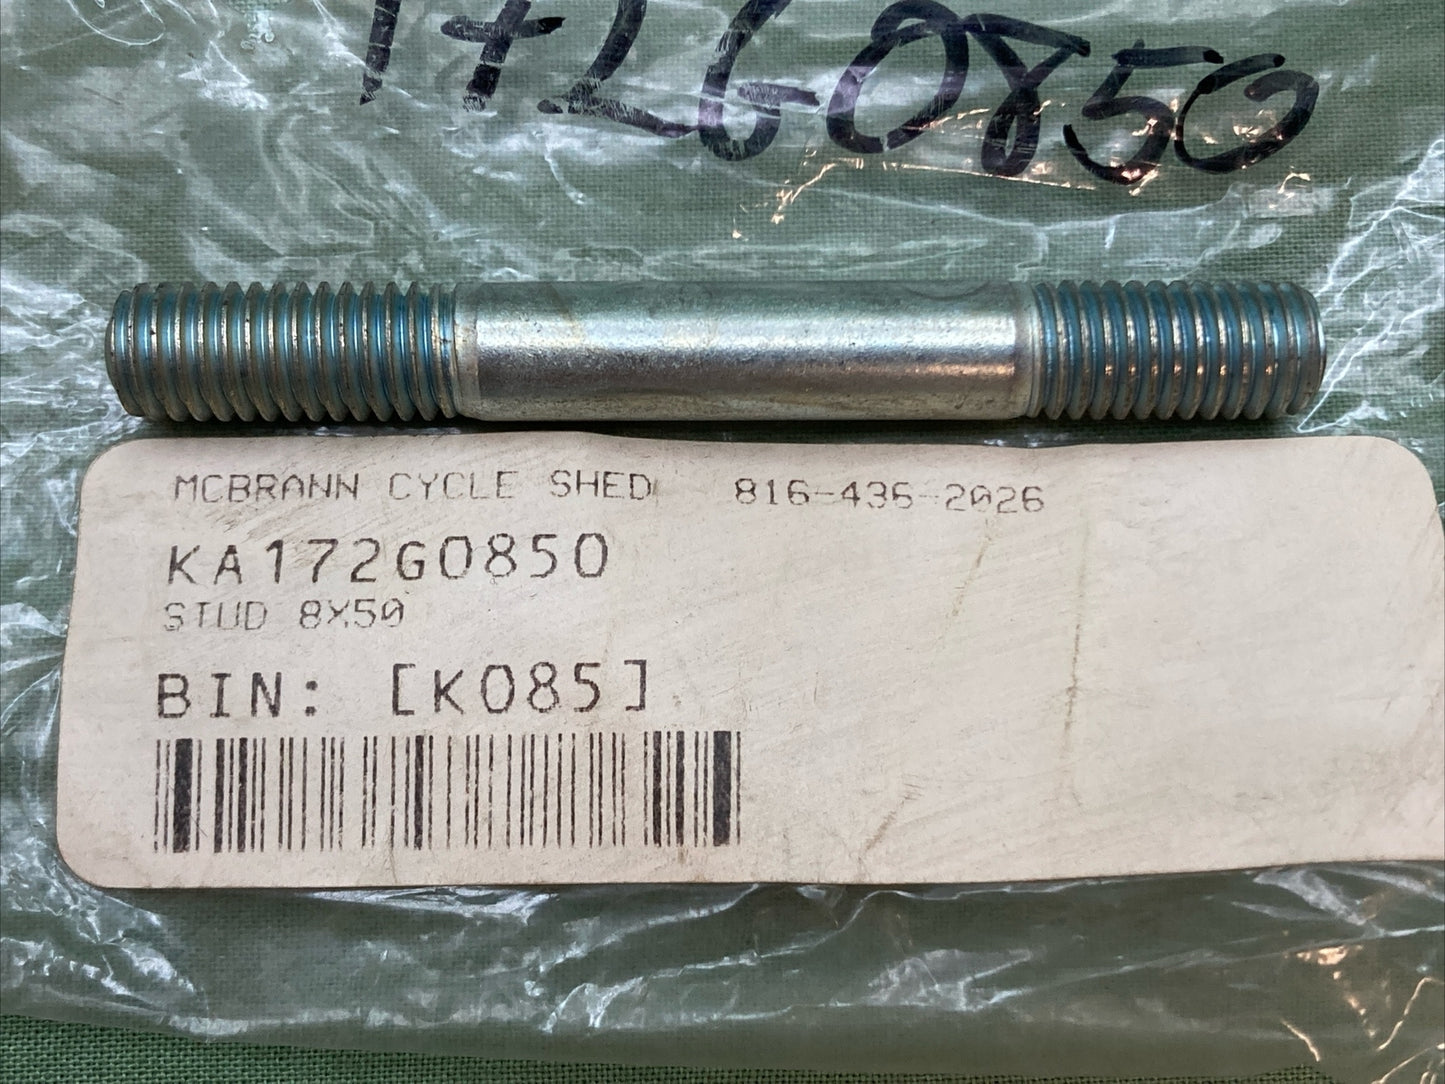 172G0850
MCBRANN CYCLE SHED 816-436-2026
KA172G0850
STUD 8X50
BIN: [K085]